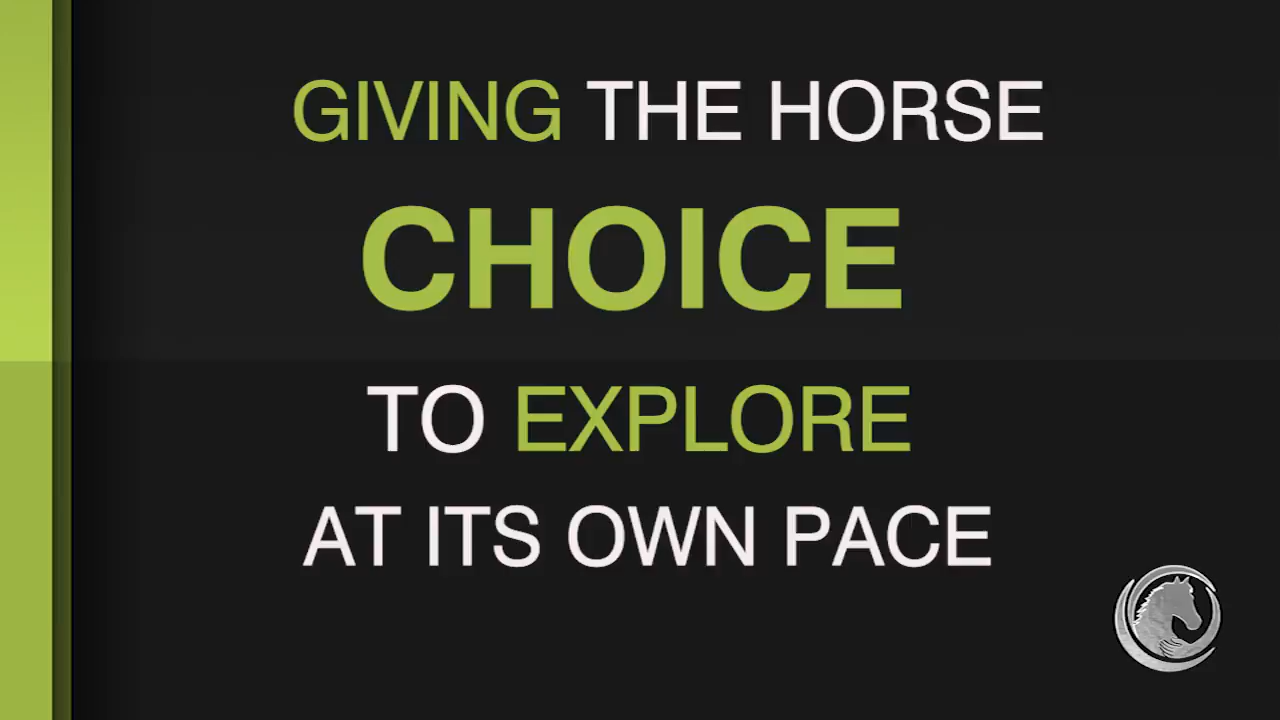 GIVING THE HORSE
CHOICE
TO EXPLORE
AT ITS OWN PACE